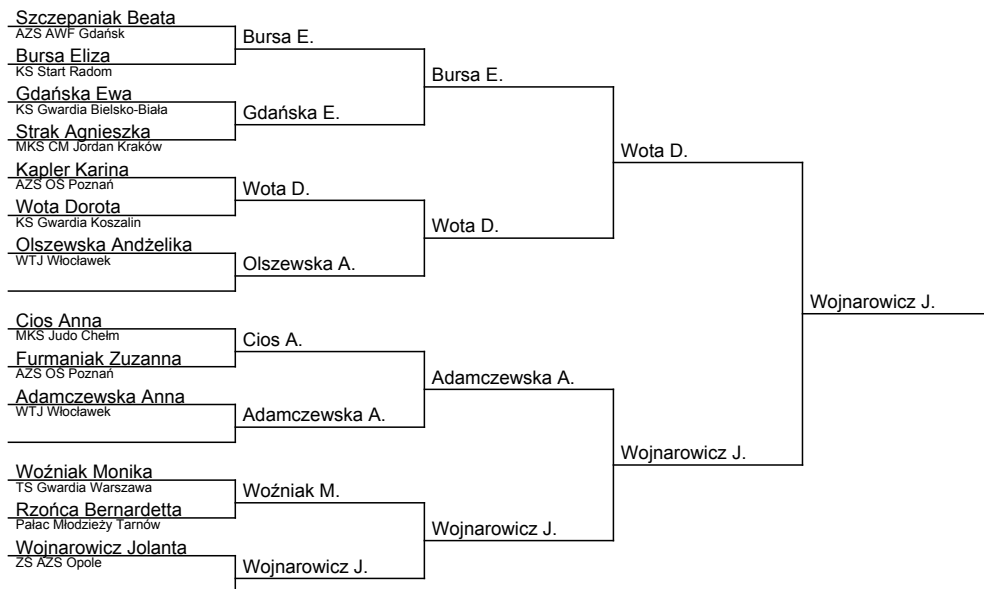 Szczepaniak Beata
AZS AWF Gdańsk
Bursa E.
Bursa Eliza
KS Start Radom
Bursa E.
Gdańska Ewa
KS Gwardia Bielsko-Biała
Gdańska E.
Strak Agnieszka
MKS CM Jordan Kraków
Wota D.
Kapler Karina
AZS OŚ Poznań
Wota D.
Wota Dorota
KS Gwardia Koszalin
Wota D.
Olszewska Andżelika
WTJ Włocławek
Olszewska A.
Wojnarowicz J.
Cios Anna
MKS Judo Chełm
Cios A.
Furmaniak Zuzanna
AZS OŚ Poznań
Adamczewska A.
Adamczewska Anna
WTJ Włocławek
Adamczewska A.
Wojnarowicz J.
Woźniak Monika
TS Gwardia Warszawa
Woźniak M.
Rzońca Bernardetta
Pałac Młodzieży Tarnów
Wojnarowicz J.
Wojnarowicz Jolanta
ZS AZS Opole
Wojnarowicz J.